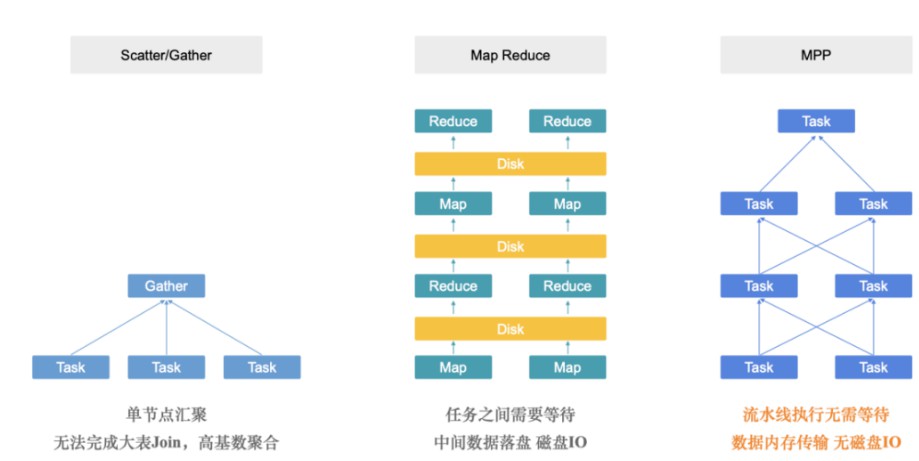 Scatter/Gather
Map Reduce
MPP
Reduce
Reduce
Task
Disk
Map
Map
Task
Task
Disk
Gather
Reduce
Reduce
Task
Task
Disk
Task
Task
Task
Map
Map
Task
Task
单节点汇聚
无法完成大表Join，高基数聚合
任务之间需要等待
中间数据落盘 磁盘IO
流水线执行无需等待
数据内存传输 无磁盘IO